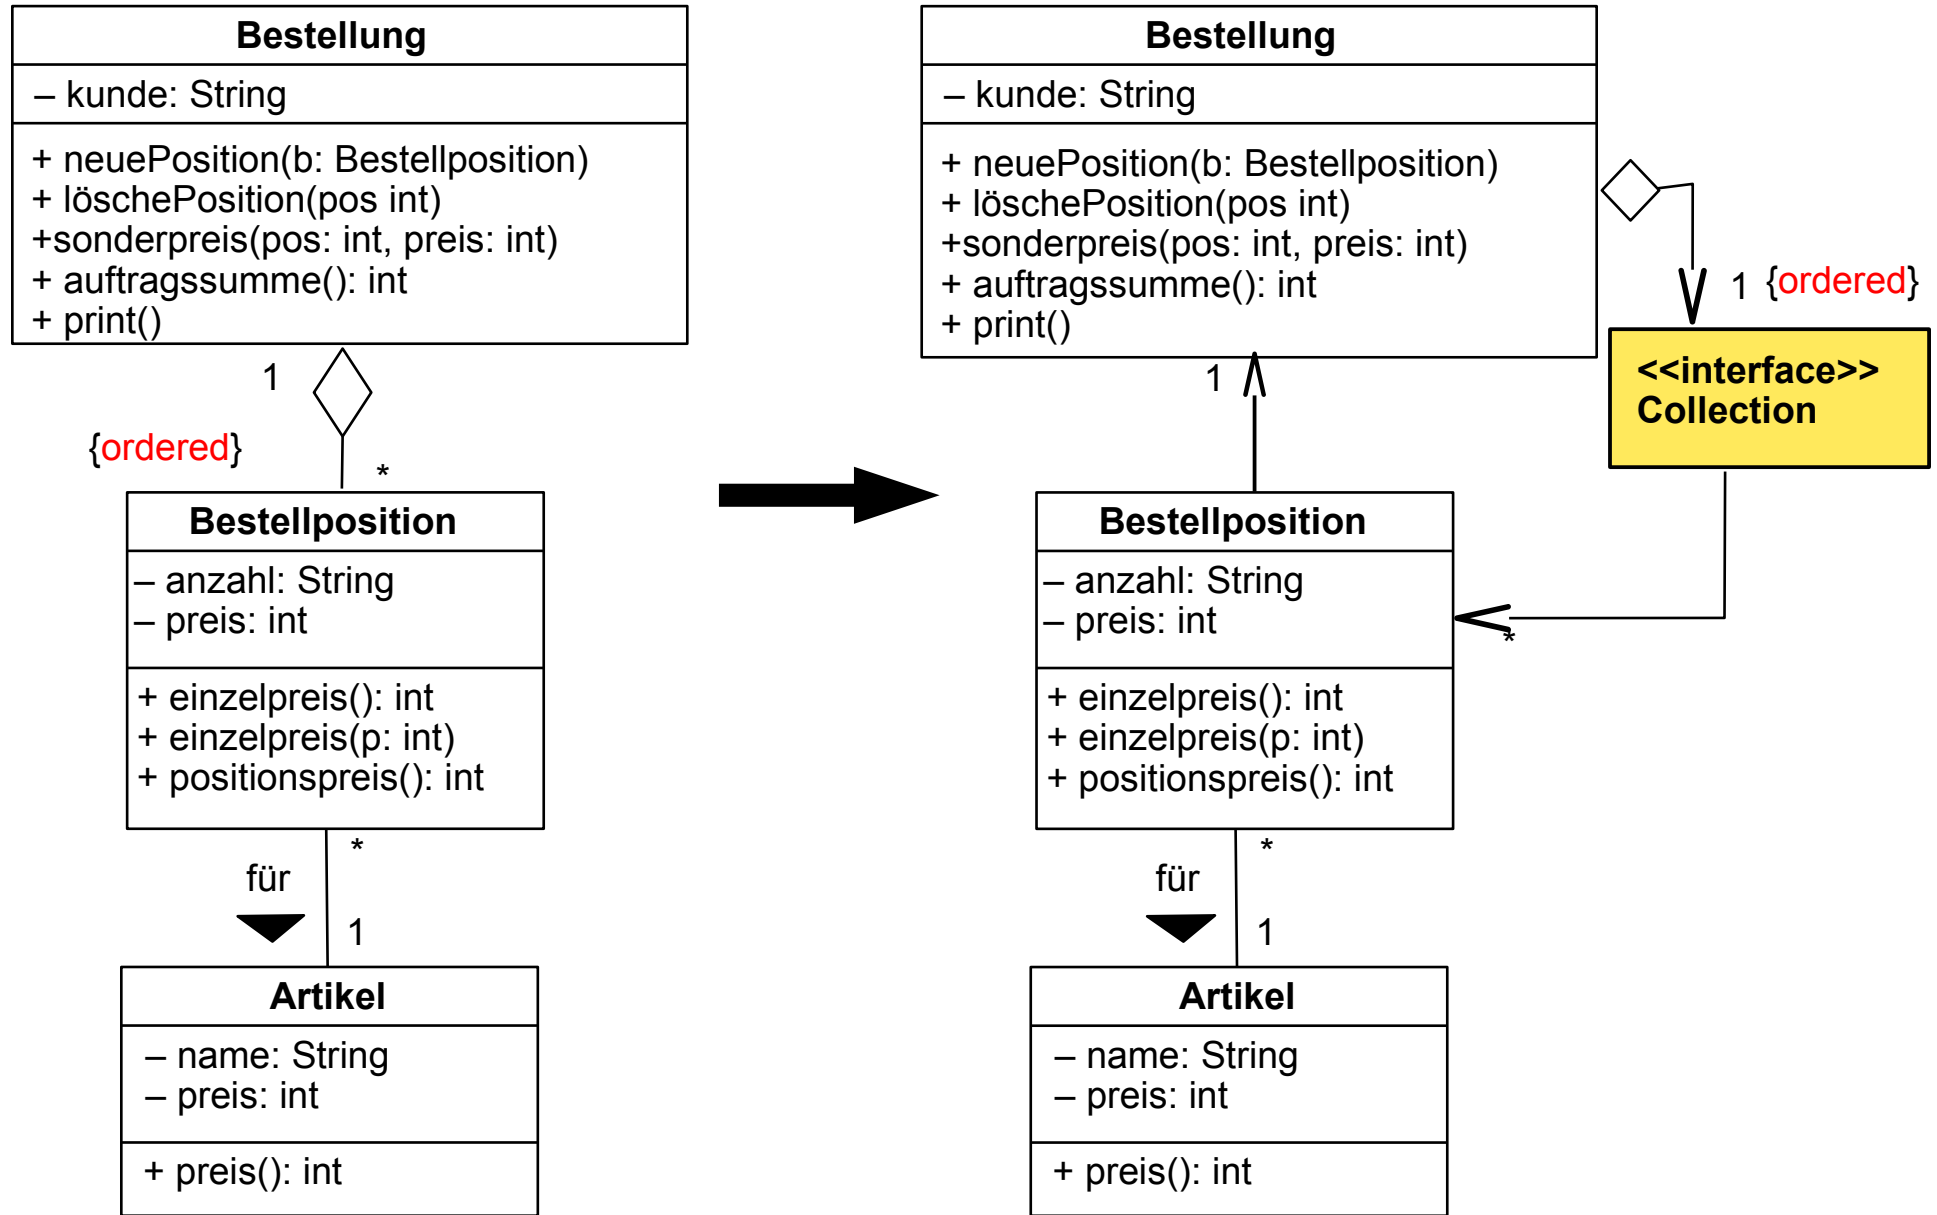 Bestellung
– kunde: String
+ neuePosition(b: Bestellposition)
+ löschePosition(pos int)
+sonderpreis(pos: int, preis: int)
+ auftragssumme(): int
+ print()
1
{ordered}
*
Bestellposition
– anzahl: String
– preis: int
+ einzelpreis(): int
+ einzelpreis(p: int)
+ positionspreis(): int
*
für
1
Artikel
– name: String
– preis: int
+ preis(): int
Bestellung
– kunde: String
+ neuePosition(b: Bestellposition)
+ löschePosition(pos int)
+sonderpreis(pos: int, preis: int)
+ auftragssumme(): int
+ print()
1 {ordered}
<<interface>>
Collection
1
Bestellposition
– anzahl: String
– preis: int
*
+ einzelpreis(): int
+ einzelpreis(p: int)
+ positionspreis(): int
*
für
1
Artikel
– name: String
– preis: int
+ preis(): int